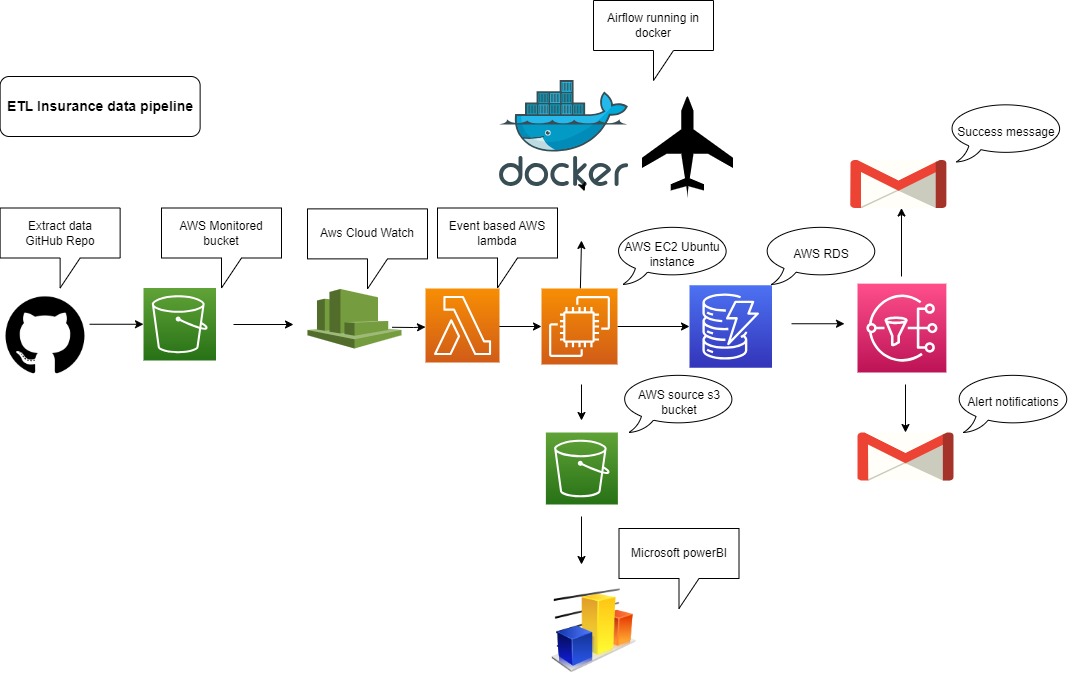 Airflow running in
docker
ETL Insurance data pipeline
docker
Success message
Extract data
GitHub Repo
AWS Monitored
bucket
Aws Cloud Watch
Event based AWS
lambda
AWS EC2 Ubuntu
instance
AWS RDS
AWS source s3
bucket
Alert notifications
Microsoft powerBI